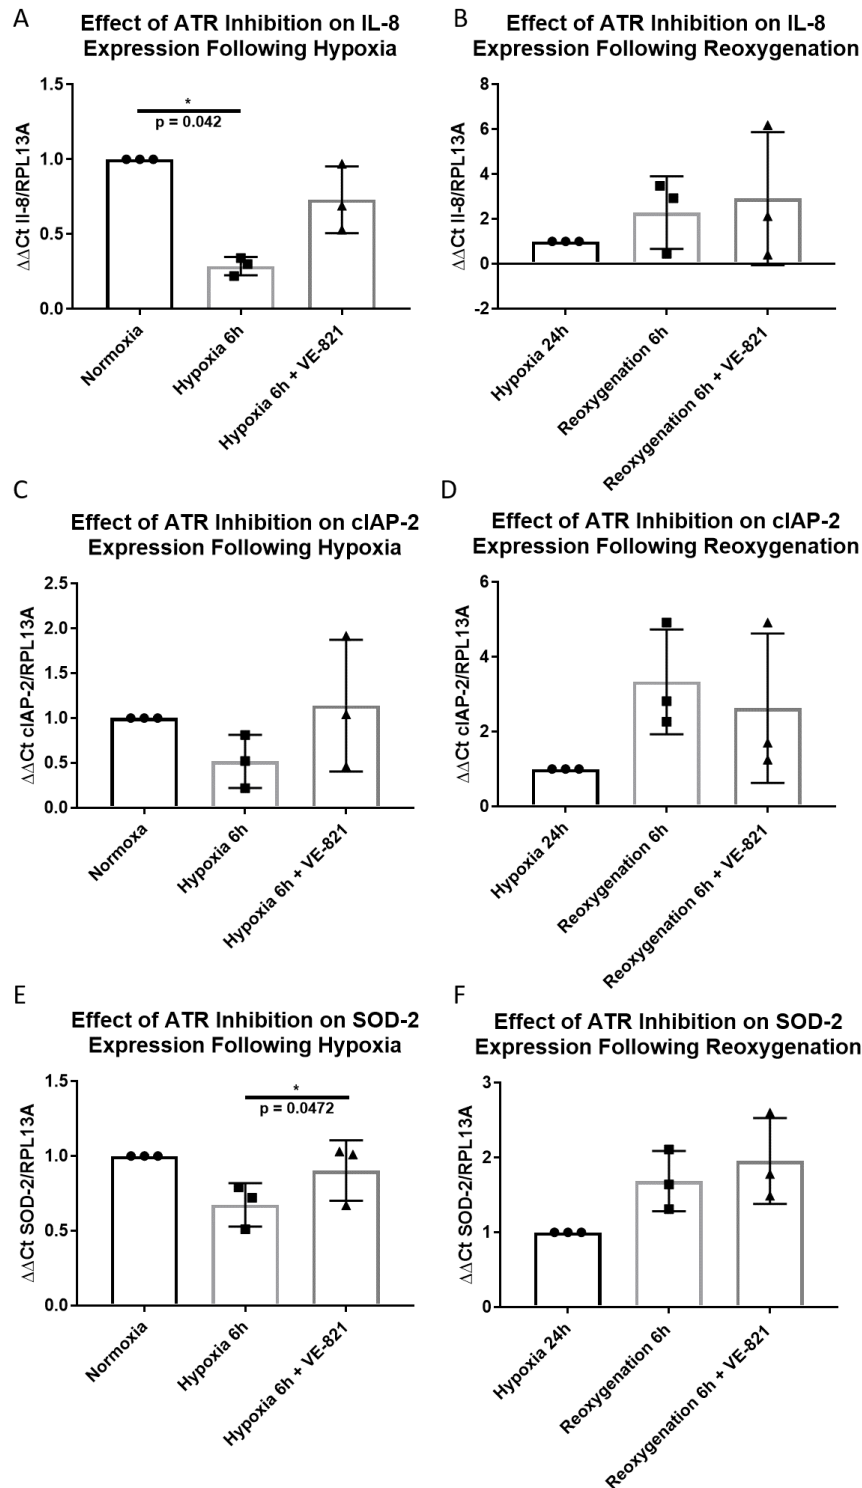 A
Effect of ATR Inhibition on IL-8
Expression Following Hypoxia
1.5
1.0
0.5
0.0
ΔΔCt Il-8/RPL13A
*
p = 0.042
Normoxia
Hypoxia 6h
Hypoxia 6h + VE-821
B
Effect of ATR Inhibition on IL-8
Expression Following Reoxygenation
8
6
4
2
0
-2
ΔΔCt Il-8/RPL13A
Hypoxia 24h
Reoxygenation 6h
Reoxygenation 6h + VE-821
C
Effect of ATR Inhibition on cIAP-2
Expression Following Hypoxia
2.5
2.0
1.5
1.0
0.5
0.0
ΔΔCt cIAP-2/RPL13A
Normoxa
Hypoxia 6h
Hypoxia 6h + VE-821
D
Effect of ATR Inhibition on cIAP-2
Expression Following Reoxygenation
6
4
2
0
ΔΔCt cIAP-2/RPL13A
Hypoxia 24h
Reoxygenation 6h
Reoxygenation 6h + VE-821
E
Effect of ATR Inhibition on SOD-2
Expression Following Hypoxia
1.5
1.0
0.5
0.0
ΔΔCt SOD-2/RPL13A
*
p = 0.0472
Normoxia
Hypoxia 6h
Hypoxia 6h + VE-821
F
Effect of ATR Inhibition on SOD-2
Expression Following Reoxygenation
3
2
1
0
ΔΔCt SOD-2/RPL13A
Hypoxia 24h
Reoxygenation 6h
Reoxygenation 6h + VE-821